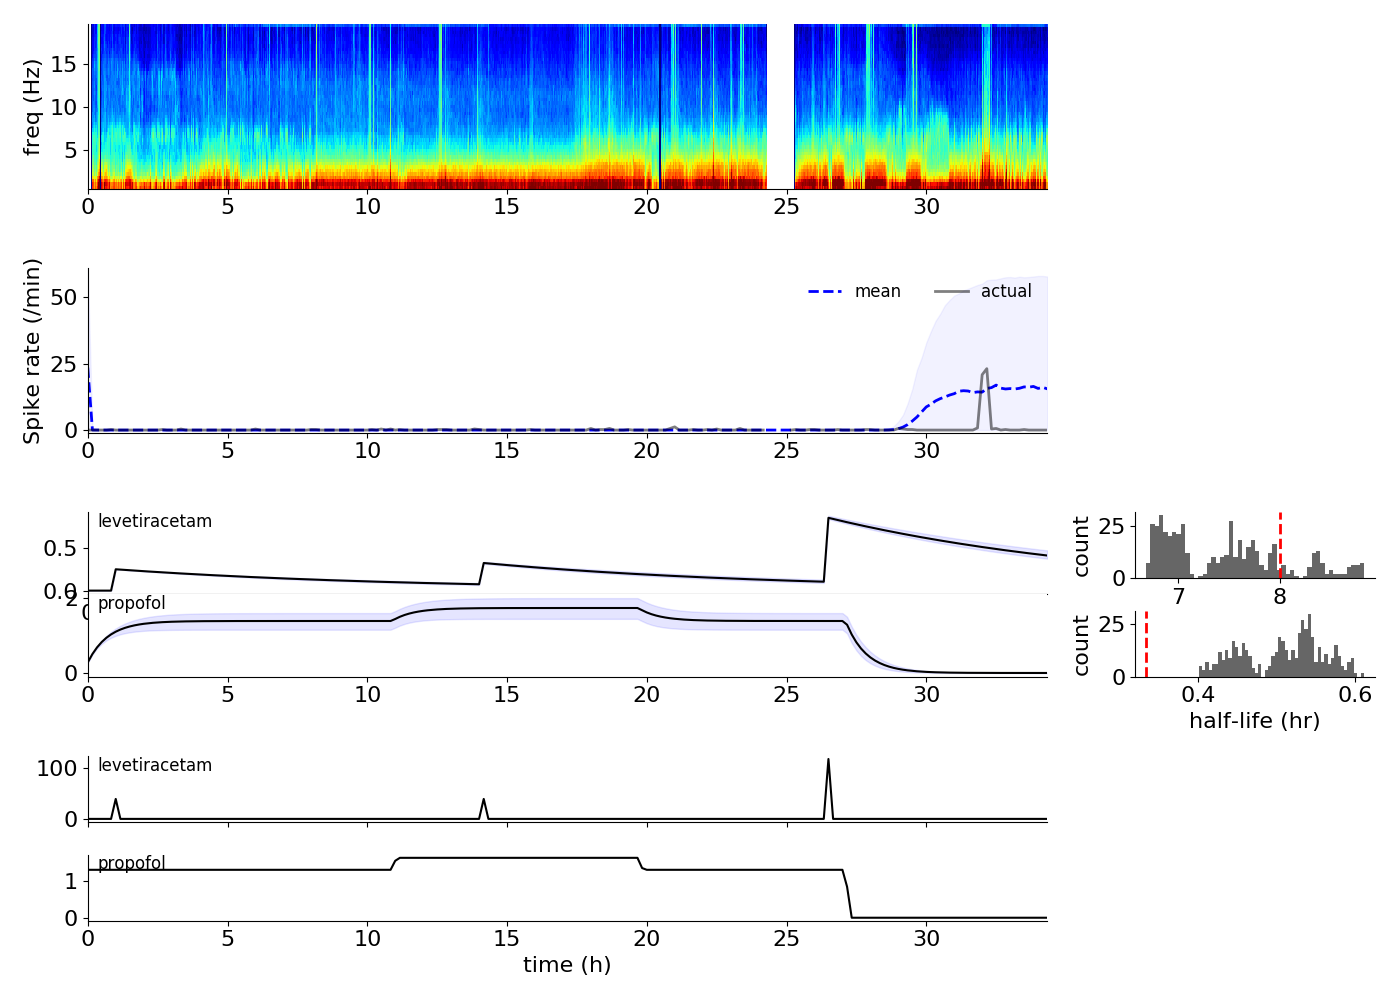 freq (Hz)
15
10
5
0 5 10 15 20 25 30
Spike rate (/min)
50
25
0
mean actual
0 5 10 15 20 25 30
levetiracetam
0.5
0.0
0
count
25
0
7 8
propofol
2
0
0 5 10 15 20 25 30
count
25
0
0.4 0.6
half-life (hr)
levetiracetam
100
0
propofol
1
0
0 5 10 15 20 25 30
time (h)